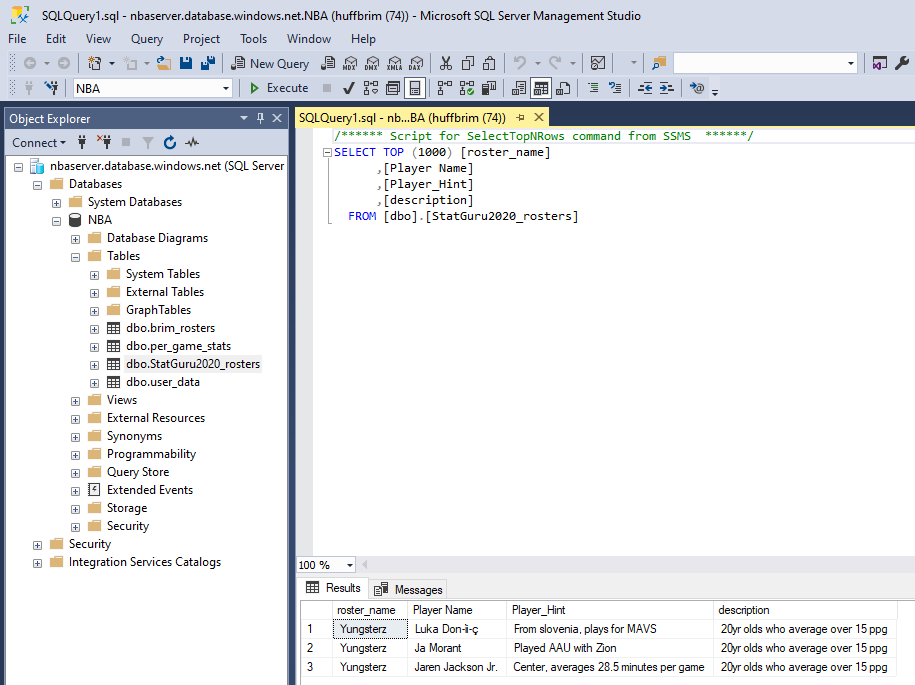 SQLQuery1.sql - nbaserver.database.windows.net.NBA (huffbrim (74)) - Microsoft SQL Server Management Studio
File Edit View Query Project Tools Window Help
New Query MDX DMX XMLA DAX
NBA Execute
Object Explorer
SQLQuery1.sql - nb...BA (huffbrim (74))
Connect
nbaserver.database.windows.net (SQL Server
Databases
System Databases
NBA
Database Diagrams
Tables
System Tables
External Tables
GraphTables
dbo.brim_rosters
dbo.per_game_stats
dbo.StatGuru2020_rosters
dbo.user_data
Views
External Resources
Synonyms
Programmability
Query Store
Extended Events
Storage
Security
Security
Integration Services Catalogs
/****** Script for SelectTopNRows command from SSMS  ******/
SELECT TOP (1000) [roster_name]
,[Player Name]
,[Player_Hint]
,[description]
FROM [dbo].[StatGuru2020_rosters]
100 %
Results Messages
roster_name Player Name Player_Hint description
1 Yungsterz Luka Don-ì-ç From slovenia, plays for MAVS 20yr olds who average over 15 ppg
2 Yungsterz Ja Morant Played AAU with Zion 20yr olds who average over 15 ppg
3 Yungsterz Jaren Jackson Jr. Center, averages 28.5 minutes per game 20yr olds who average over 15 ppg